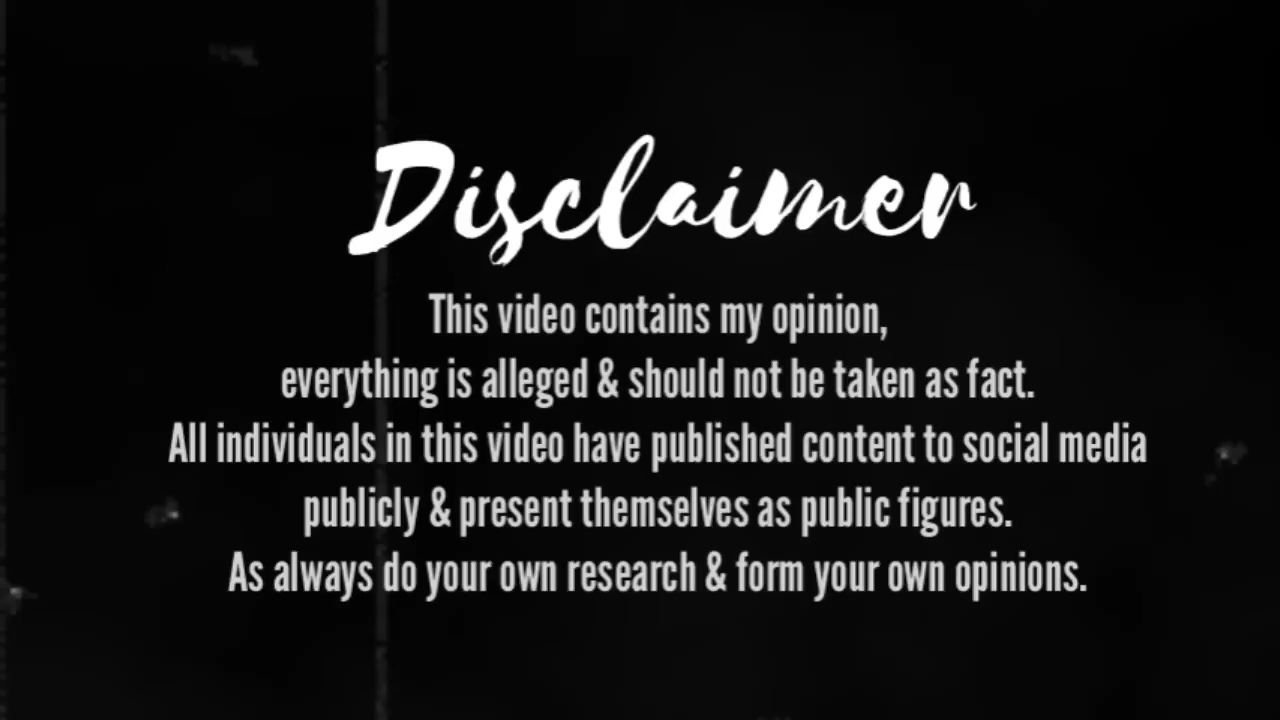 Disclaimer
This video contains my opinion,
everything is alleged & should not be taken as fact.
All individuals in this video have published content to social media
publicly & present themselves as public figures.
As always do your own research & form your own opinions.